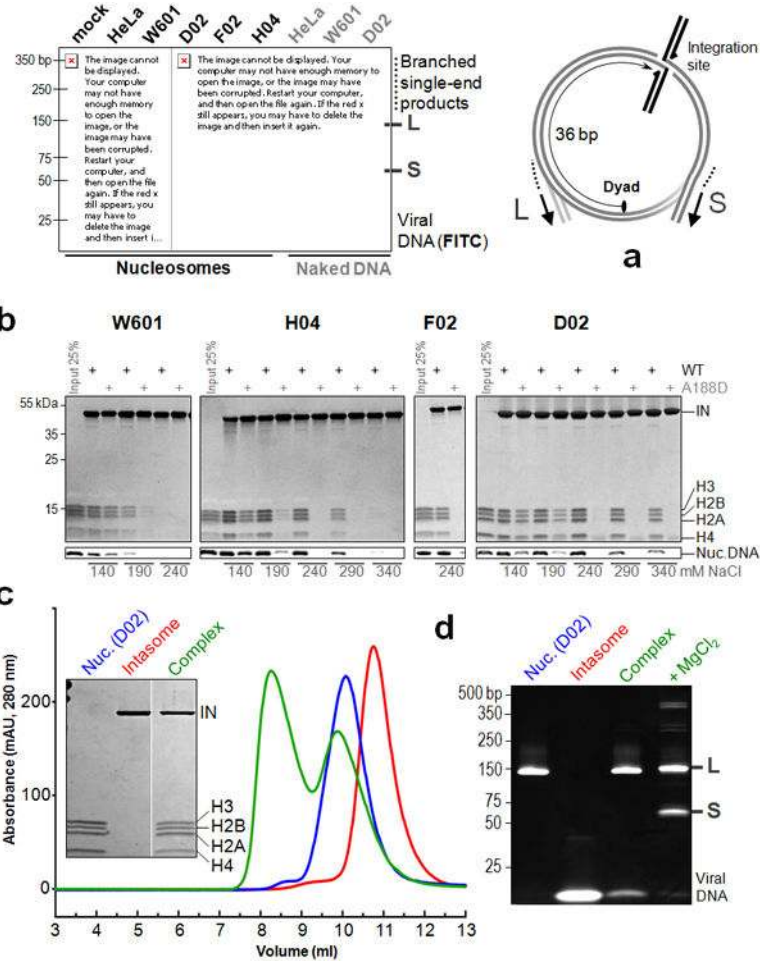 mock HeLa W601 D02 F02 H04 HeLa W601 D02
350 bp
250
150
75
50
25
The image cannot
be displayed.
Your computer
may not have
enough memory
to open the
image, or the
image may have
been corrupted.
Restart your
computer, and
then open the file
again. If the red x
still appears, you
may have to
delete the image
and then insert i...
The image cannot be displayed. Your
computer may not have enough memory to
open the image, or the image may have
been corrupted. Restart your computer,
and then open the file again. If the red x
still appears, you may have to delete the
image and then insert it again.
Branched
single-end
products
L
S
Viral
DNA (FITC)
Nucleosomes
Naked DNA
Integration
site
36 bp
Dyad
L
S
a
b
W601
H04
F02
D02
Input 25% + + + + + +
Input 25% + + + + + + + + + +
Input 25% + +
Input 25% + + + + + + + + + +
WT
A188D
55 kDa
35
25
15
IN
H3
H2B
H2A
H4
Nuc.DNA
140 190 240
140 190 240 290 340
240
140 190 240 290 340
mM NaCl
c
Nuc. (D02)
Intasome
Complex
IN
H3
H2B
H2A
H4
Absorbance (mAU, 280 nm)
200
100
0
3 4 5 6 7 8 9 10 11 12 13
Volume (ml)
d
Nuc. (D02)
Intasome
Complex
+ MgCl₂
500 bp
350
250
150
75
50
25
L
S
Viral
DNA